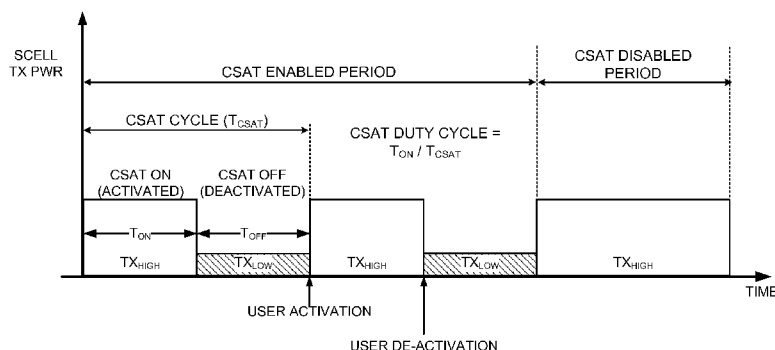 SCELL
TX PWR
CSAT ENABLED PERIOD
CSAT DISABLED
PERIOD
CSAT CYCLE (TCSAT)
CSAT DUTY CYCLE =
TON / TCSAT
CSAT ON
(ACTIVATED)
CSAT OFF
(DEACTIVATED)
TON
TOFF
TXHIGH
TXLOW
TXHIGH
TXLOW
TXHIGH
TIME
USER ACTIVATION
USER DE-ACTIVATION